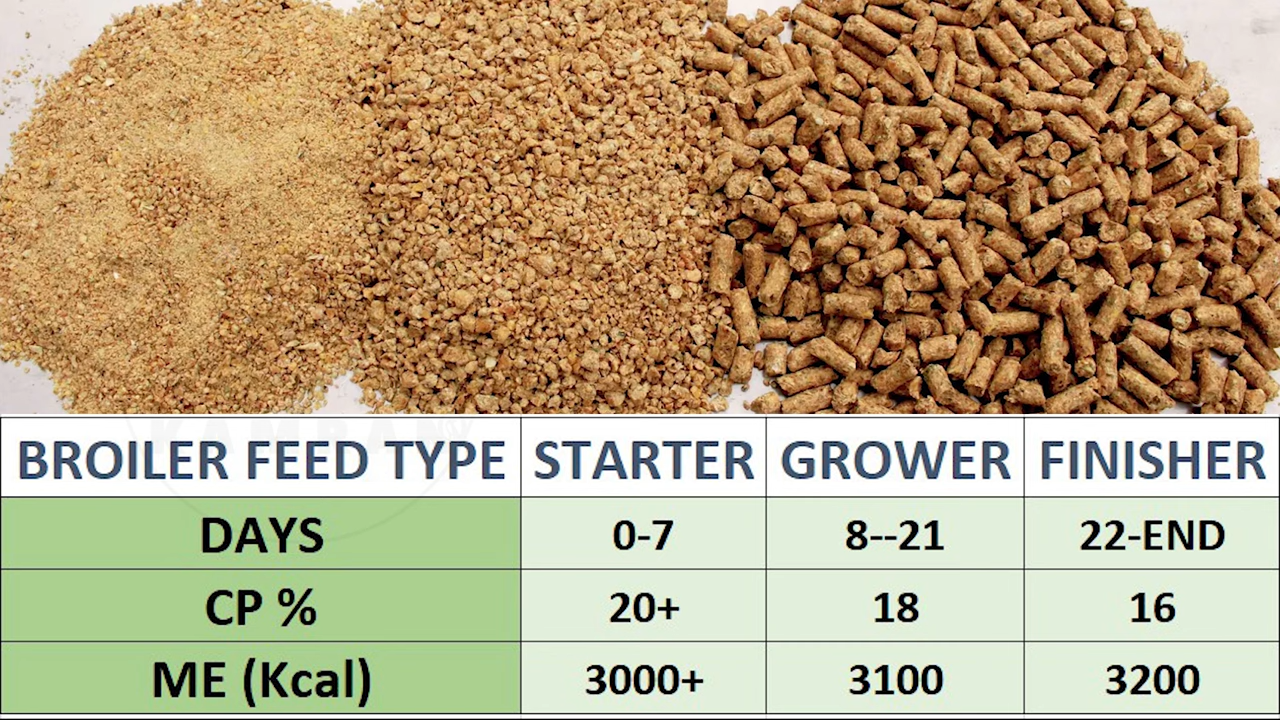 BROILER FEED TYPE STARTER GROWER FINISHER
DAYS 0-7 8--21 22-END
CP % 20+ 18 16
ME (Kcal) 3000+ 3100 3200